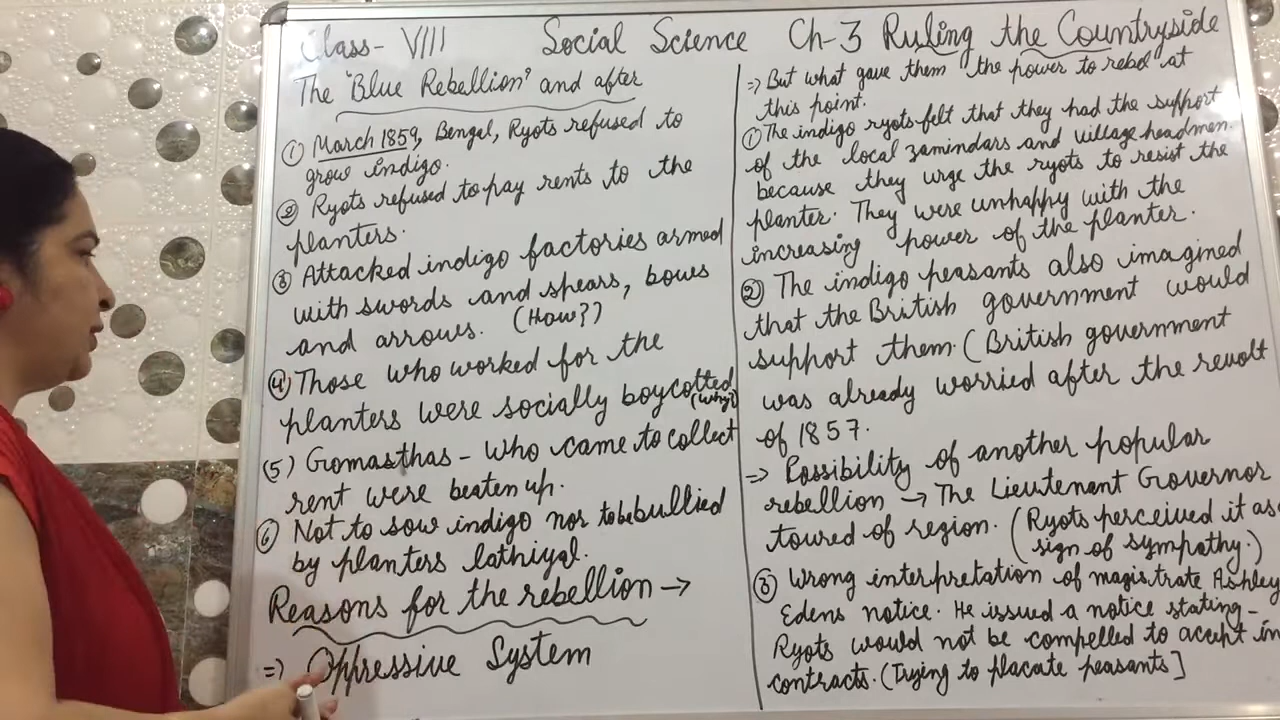 Class- VIII Social Science Ch-3 Ruling the Countryside
The "Blue Rebellion" and after
① March 1859, Bengal, Ryots refused to
grow indigo.
② Ryots refused to pay rents to the
planters.
③ Attacked indigo factories armed
with swords and spears, bows
and arrows. (How?)
④ Those who worked for the
planters were socially boycotted
(why?)
(5) Gomasthas - Who came to collect
rent were beaten up.
⑥ Not to sow indigo nor to be bullied
by planters lathiyal.
Reasons for the rebellion →
⇒ Oppressive System
⇒ But what gave them the power to rebel at
this point.
① The indigo ryots felt that they had the support
of the local zamindars and village headmen.
because they urge the ryots to resist the
planter. They were unhappy with the
increasing power of the planter.
② The indigo peasants also imagined
that the British government would
support them. (British government
was already worried after the revolt
of 1857.
⇒ Possibility of another popular
rebellion → The Lieutenant Governor
toured of region. (Ryots perceived it as
sign of sympathy.)
③ Wrong interpretation of magistrate Ashley
Edens notice. He issued a notice stating -
Ryots would not be compelled to accept in
contracts. (Trying to placate peasants]